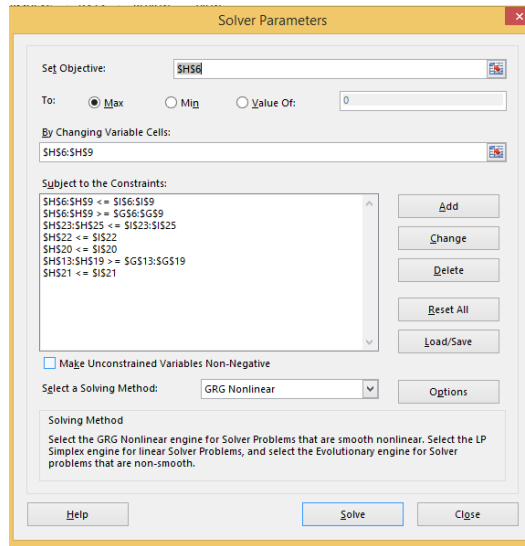 Solver Parameters
Set Objective:
$H$6
To:
Max
Min
Value Of:
0
By Changing Variable Cells:
$H$6:$H$9
Subject to the Constraints:
$H$6:$H$9 <= $I$6:$I$9
$H$6:$H$9 >= $G$6:$G$9
$H$23:$H$25 <= $I$23:$I$25
$H$22 <= $I$22
$H$20 <= $I$20
$H$13:$H$19 >= $G$13:$G$19
$H$21 <= $I$21
Add
Change
Delete
Reset All
Load/Save
Make Unconstrained Variables Non-Negative
Select a Solving Method:
GRG Nonlinear
Options
Solving Method
Select the GRG Nonlinear engine for Solver Problems that are smooth nonlinear. Select the LP
Simplex engine for linear Solver Problems, and select the Evolutionary engine for Solver
problems that are non-smooth.
Help
Solve
Close